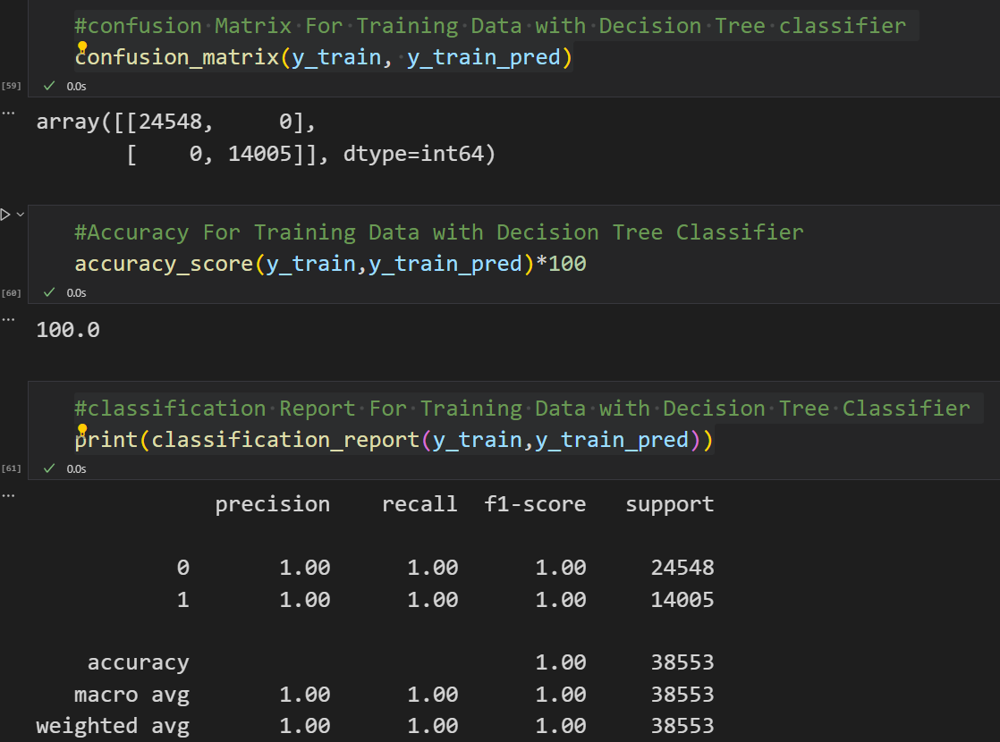 #confusion Matrix For Training Data with Decision Tree classifier
confusion_matrix(y_train, y_train_pred)
[59] 0.0s
... array([[24548,     0],
       [    0, 14005]], dtype=int64)
#Accuracy For Training Data with Decision Tree Classifier
accuracy_score(y_train,y_train_pred)*100
[60] 0.0s
... 100.0
#classification Report For Training Data with Decision Tree Classifier
print(classification_report(y_train,y_train_pred))
[61] 0.0s
... precision    recall  f1-score   support
0       1.00      1.00      1.00     24548
1       1.00      1.00      1.00     14005
accuracy                           1.00     38553
macro avg       1.00      1.00      1.00     38553
weighted avg       1.00      1.00      1.00     38553